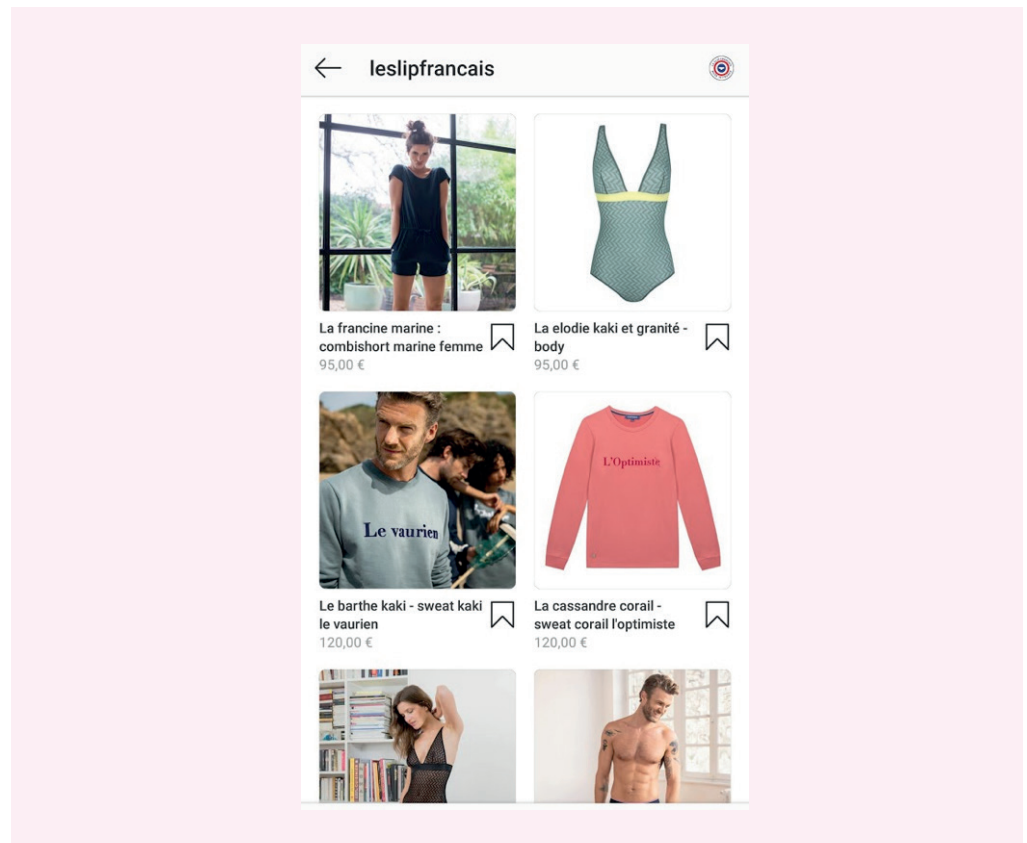 leslipfrancais
La francine marine :
combishort marine femme
95,00 €
La elodie kaki et granité -
body
95,00 €
Le vaurien
L'Optimiste
Le barthe kaki - sweat kaki
le vaurien
120,00 €
La cassandre corail -
sweat corail l'optimiste
120,00 €